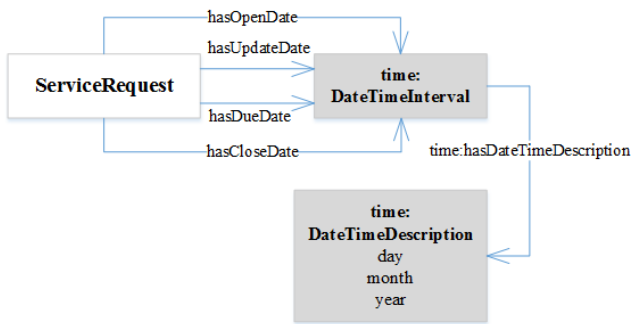 hasOpenDate
hasUpdateDate
ServiceRequest
time:
DateTimeInterval
hasDueDate
hasCloseDate
time:hasDateTimeDescription
time:
DateTimeDescription
day
month
year